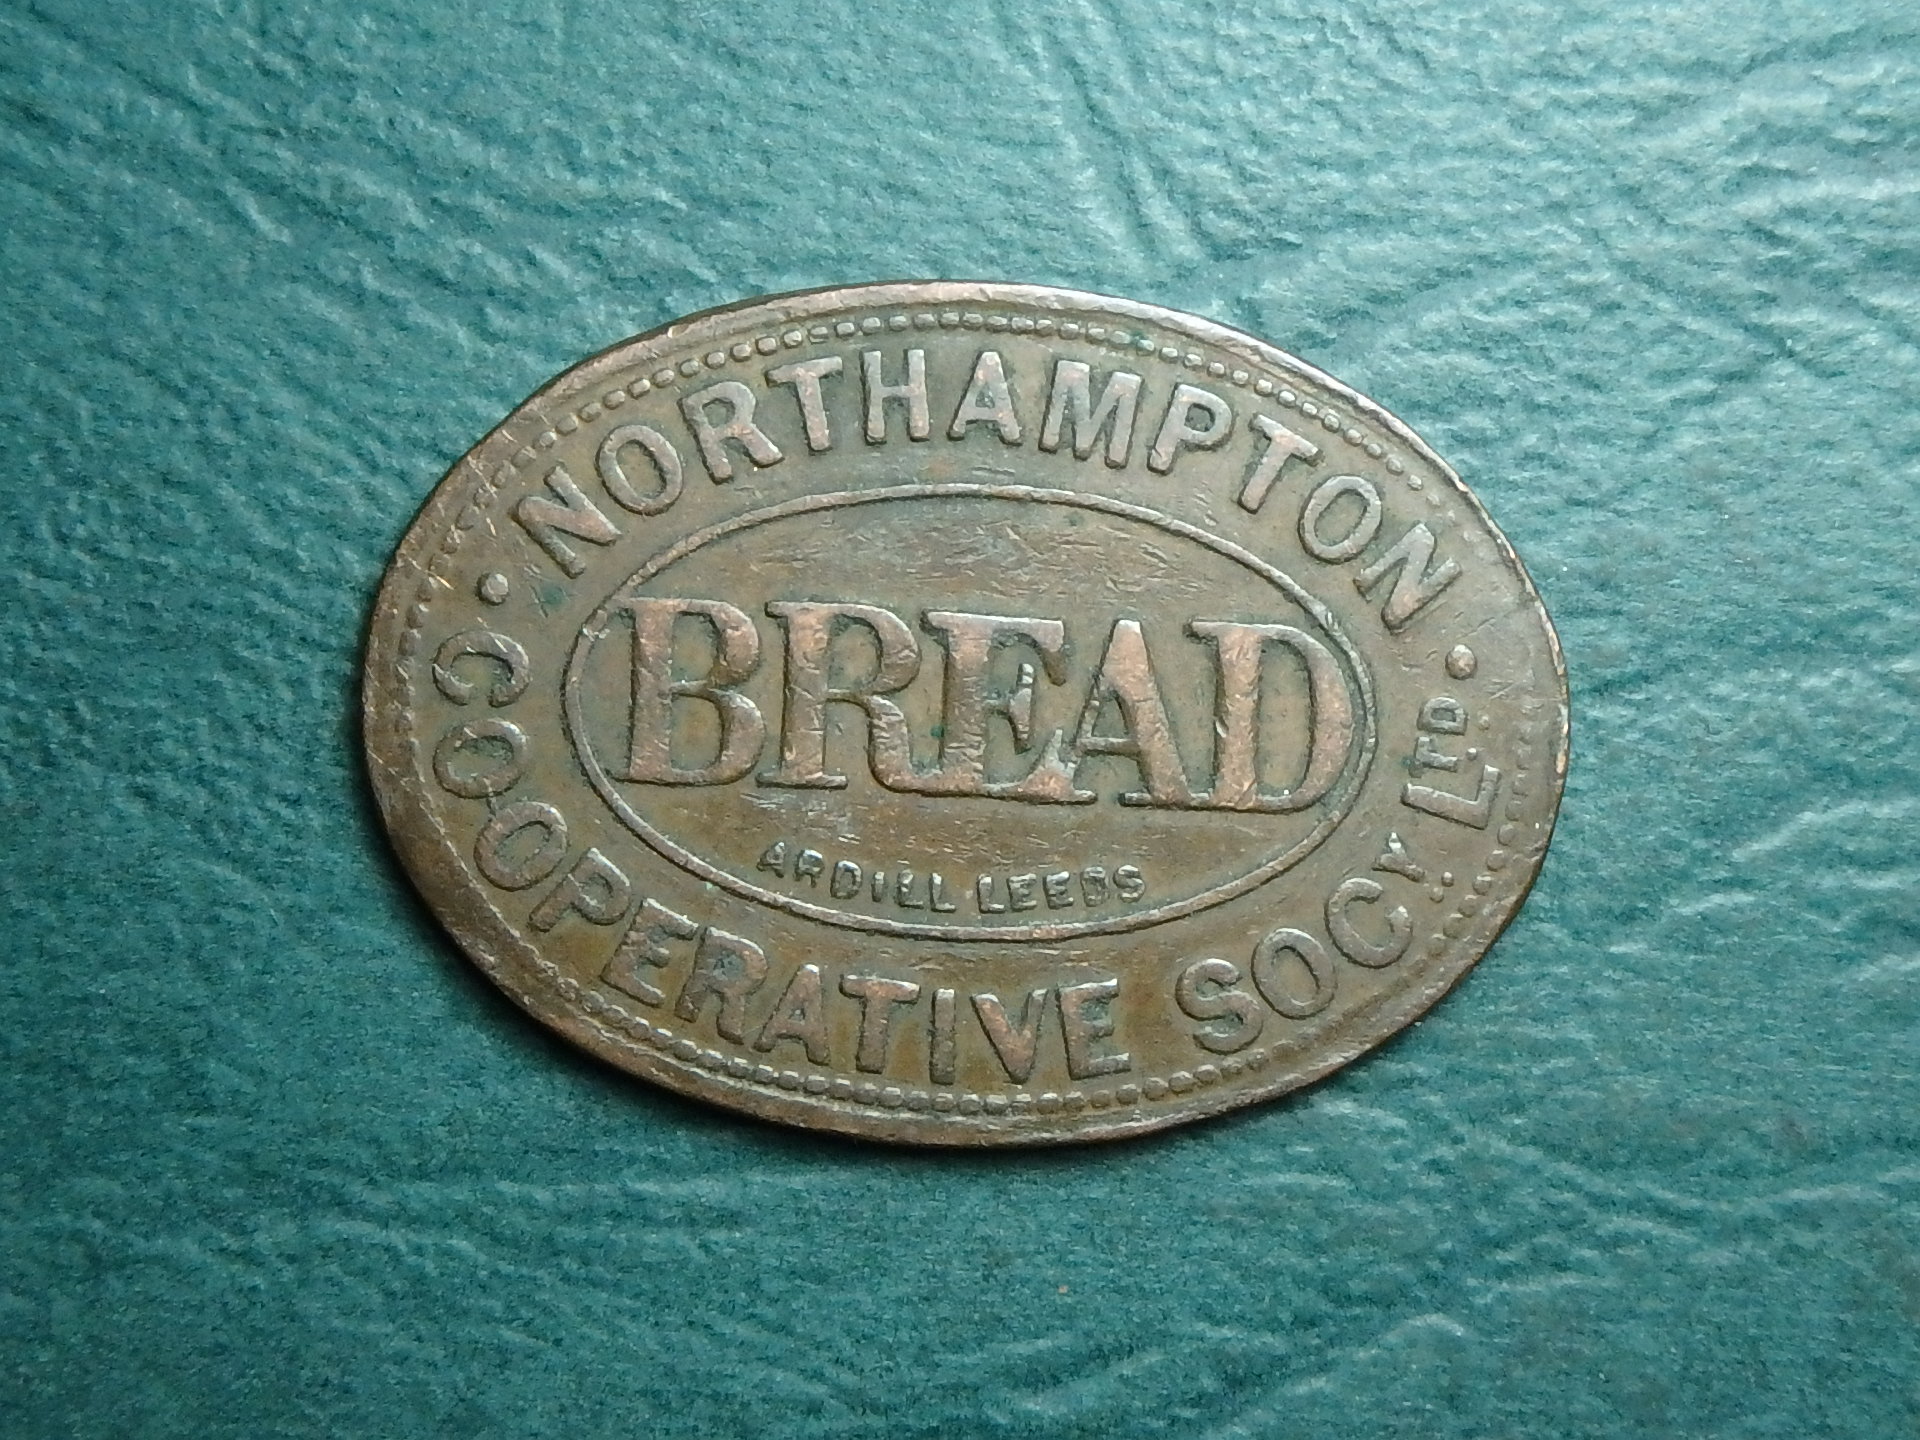 · NORTHAMPTON ·
BREAD
ARDILL LEEDS
COOPERATIVE SOCY LTD.